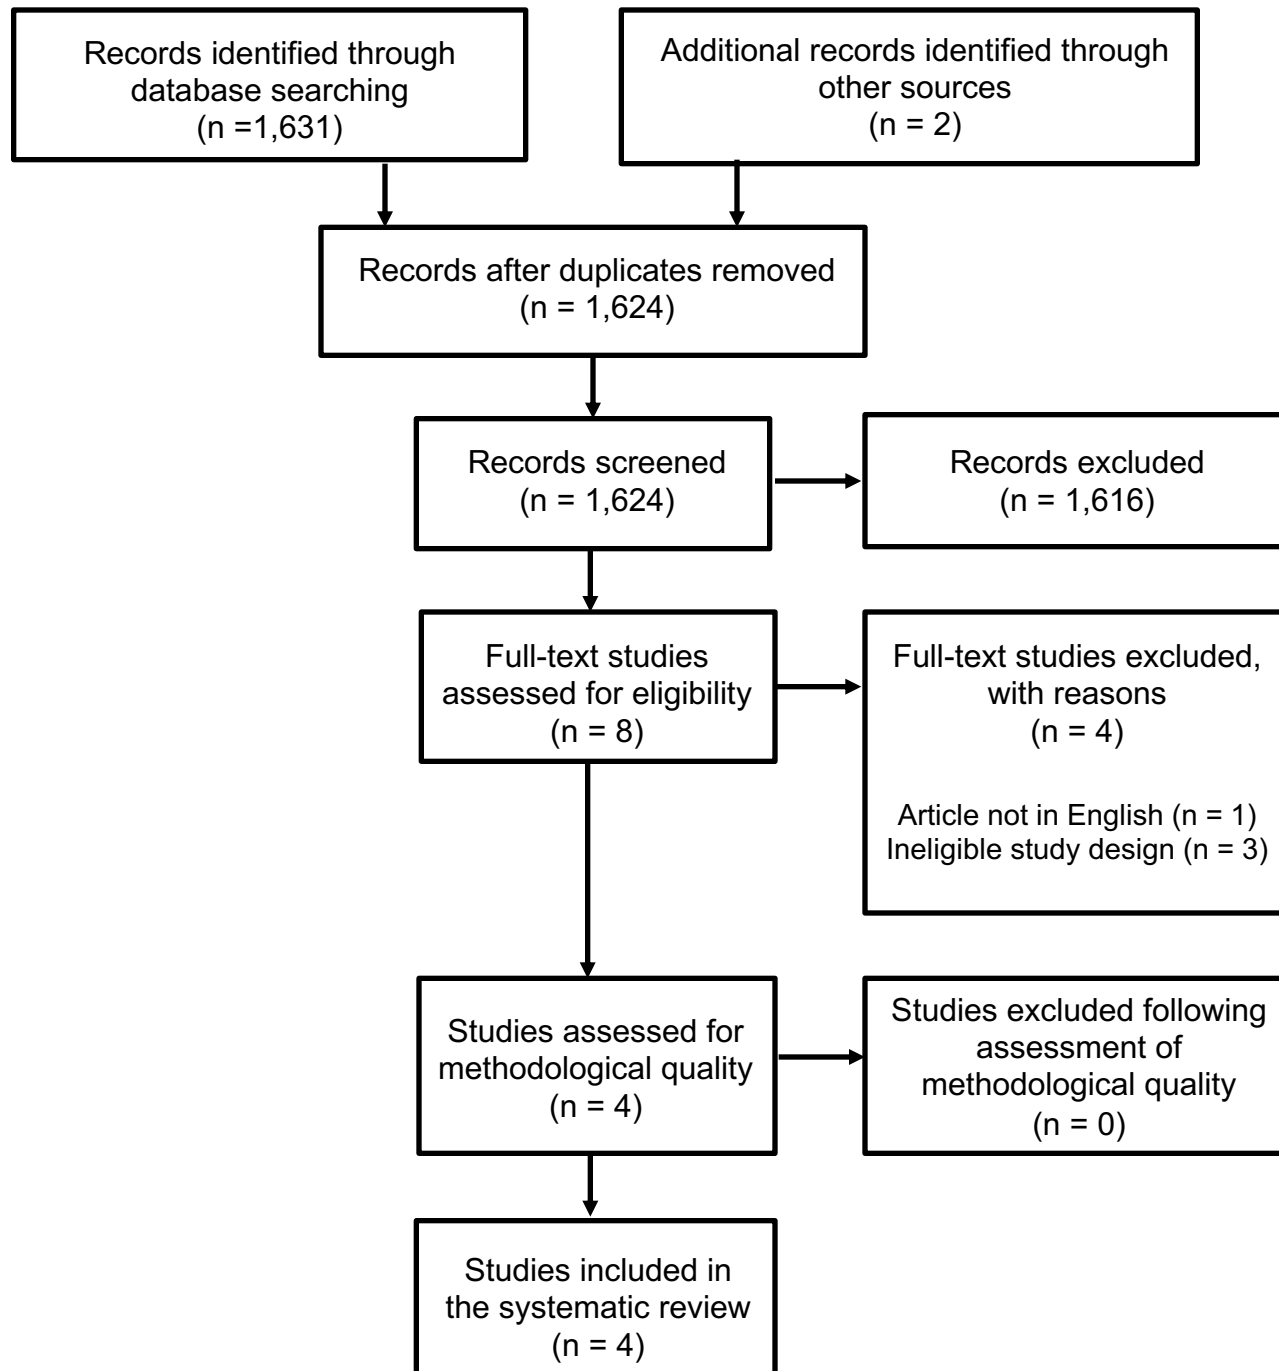 Records identified through
database searching
(n =1,631)
Additional records identified through
other sources
(n = 2)
Records after duplicates removed
(n = 1,624)
Records screened
(n = 1,624)
Records excluded
(n = 1,616)
Full-text studies
assessed for eligibility
(n = 8)
Full-text studies excluded,
with reasons
(n = 4)
Article not in English (n = 1)
Ineligible study design (n = 3)
Studies assessed for
methodological quality
(n = 4)
Studies excluded following
assessment of
methodological quality
(n = 0)
Studies included in
the systematic review
(n = 4)